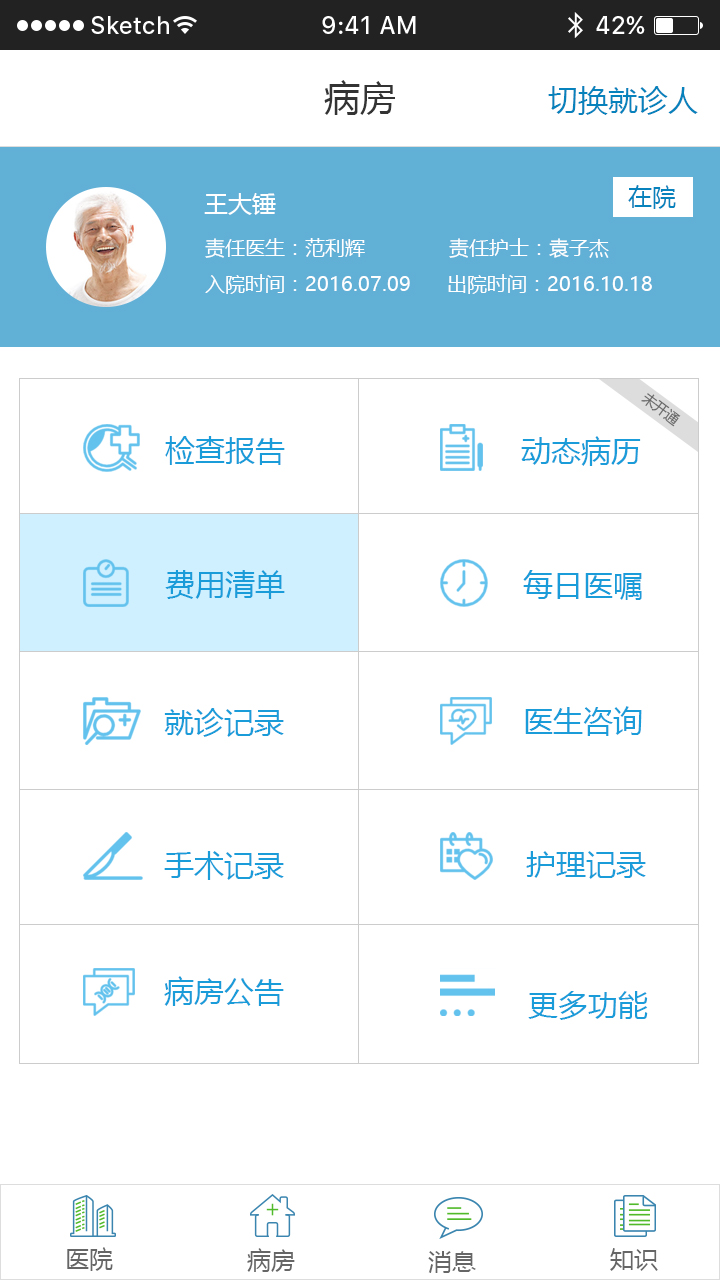 Sketch 9:41 AM 42%
病房 切换就诊人
王大锤 在院
责任医生：范利辉 责任护士：袁子杰
入院时间：2016.07.09 出院时间：2016.10.18
未开通
检查报告 动态病历
费用清单 每日医嘱
就诊记录 医生咨询
手术记录 护理记录
病房公告 更多功能
医院 病房 消息 知识